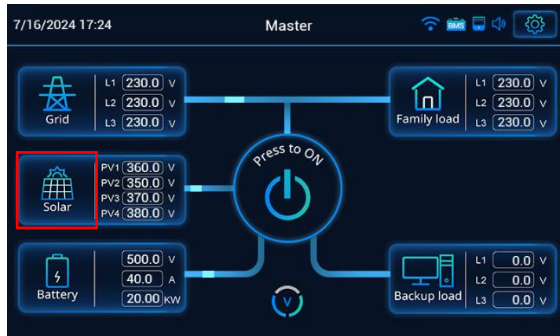 7/16/2024 17:24 Master BMS
L1 230.0 V
L2 230.0 V
L3 230.0 V
Grid
L1 230.0 V
L2 230.0 V
L3 230.0 V
Family load
Press to ON
PV1 360.0 V
PV2 350.0 V
PV3 370.0 V
PV4 380.0 V
Solar
500.0 V
40.0 A
20.00 KW
Battery
V
L1 0.0 V
L2 0.0 V
L3 0.0 V
Backup load